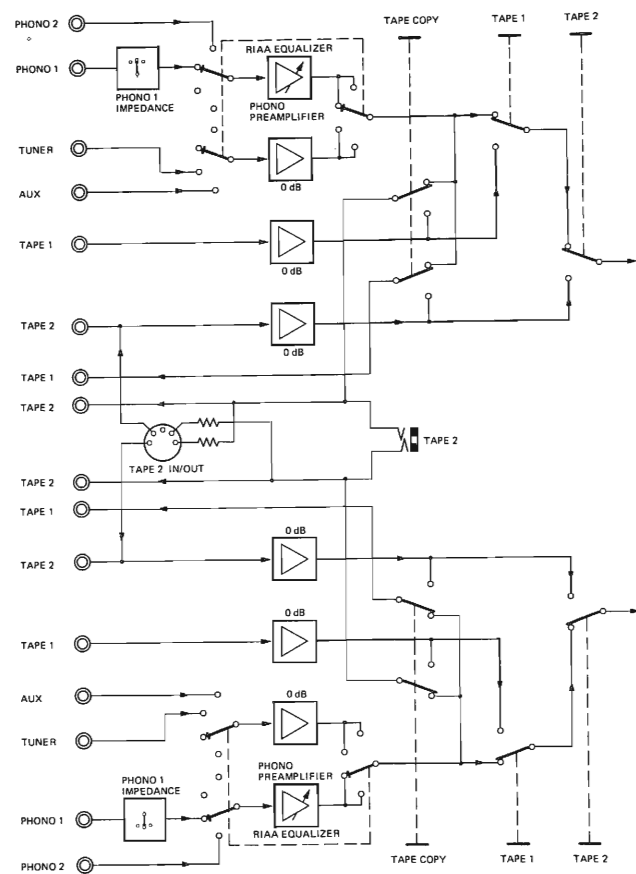 PHONO 2
TAPE COPY
TAPE 1
TAPE 2
RIAA EQUALIZER
PHONO 1
PHONO 1
IMPEDANCE
PHONO
PREAMPLIFIER
TUNER
0 dB
AUX
TAPE 1
0 dB
TAPE 2
0 dB
TAPE 1
TAPE 2
TAPE 2
TAPE 2 IN/OUT
TAPE 2
TAPE 1
0 dB
TAPE 2
0 dB
TAPE 1
AUX
0 dB
TUNER
PHONO
PREAMPLIFIER
PHONO 1
IMPEDANCE
PHONO 1
RIAA EQUALIZER
PHONO 2
TAPE COPY
TAPE 1
TAPE 2